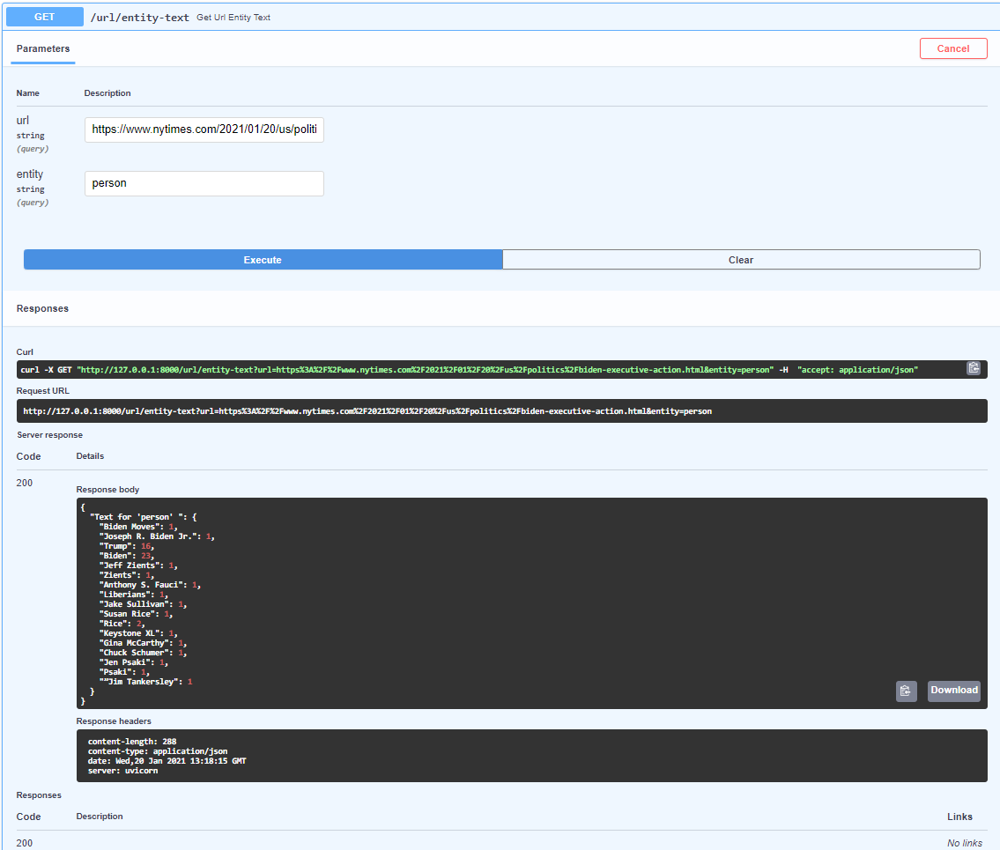 GET /url/entity-text Get Url Entity Text
Parameters Cancel
Name Description
url
string
(query)
https://www.nytimes.com/2021/01/20/us/politi
entity
string
(query)
person
Execute Clear
Responses
Curl
curl -X GET "http://127.0.0.1:8000/url/entity-text?url=https%3A%2F%2Fwww.nytimes.com%2F2021%2F01%2F20%2Fus%2Fpolitics%2Fbiden-executive-action.html&entity=person" -H  "accept: application/json"
Request URL
http://127.0.0.1:8000/url/entity-text?url=https%3A%2F%2Fwww.nytimes.com%2F2021%2F01%2F20%2Fus%2Fpolitics%2Fbiden-executive-action.html&entity=person
Server response
Code Details
200
Response body
{
  "Text for 'person' ": {
    "Biden Moves": 1,
    "Joseph R. Biden Jr.": 1,
    "Trump": 16,
    "Biden": 23,
    "Jeff Zients": 1,
    "Zients": 1,
    "Anthony S. Fauci": 1,
    "Liberians": 1,
    "Jake Sullivan": 1,
    "Susan Rice": 1,
    "Rice": 2,
    "Keystone XL": 1,
    "Gina McCarthy": 1,
    "Chuck Schumer": 1,
    "Jen Psaki": 1,
    "Psaki": 1,
    "”Jim Tankersley": 1
  }
}
Download
Response headers
content-length: 288
content-type: application/json
date: Wed,20 Jan 2021 13:18:15 GMT
server: uvicorn
Responses
Code Description Links
200 No links